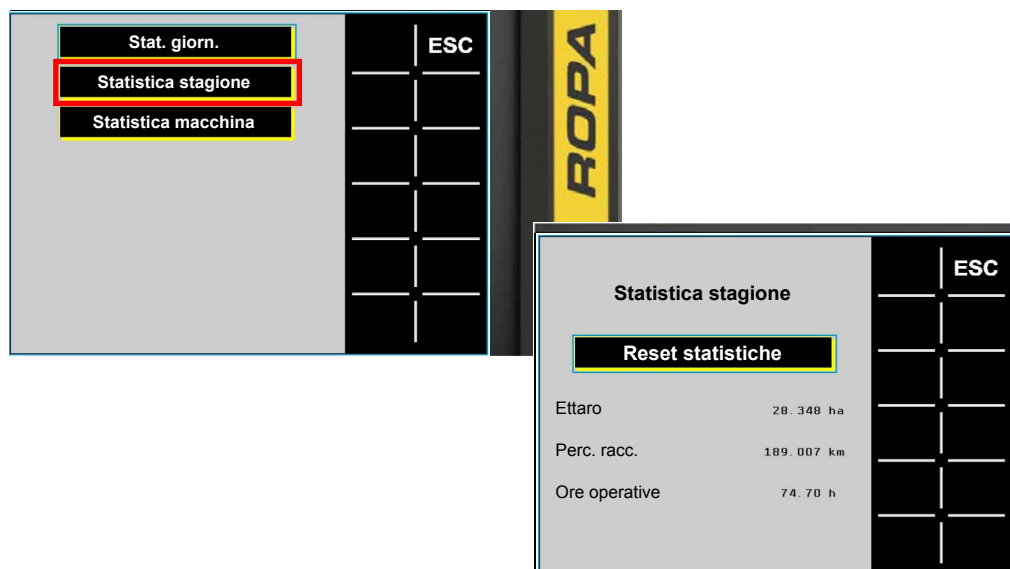 Stat. giorn.
ESC
Statistica stagione
Statistica macchina
ROPA
ESC
Statistica stagione
Reset statistiche
Ettaro 28.348 ha
Perc. racc. 189.007 km
Ore operative 74.70 h